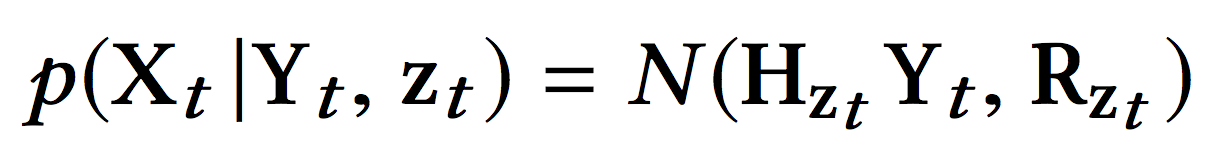 p(X_t|Y_t, z_t) = N(H_{z_t} Y_t, R_{z_t})